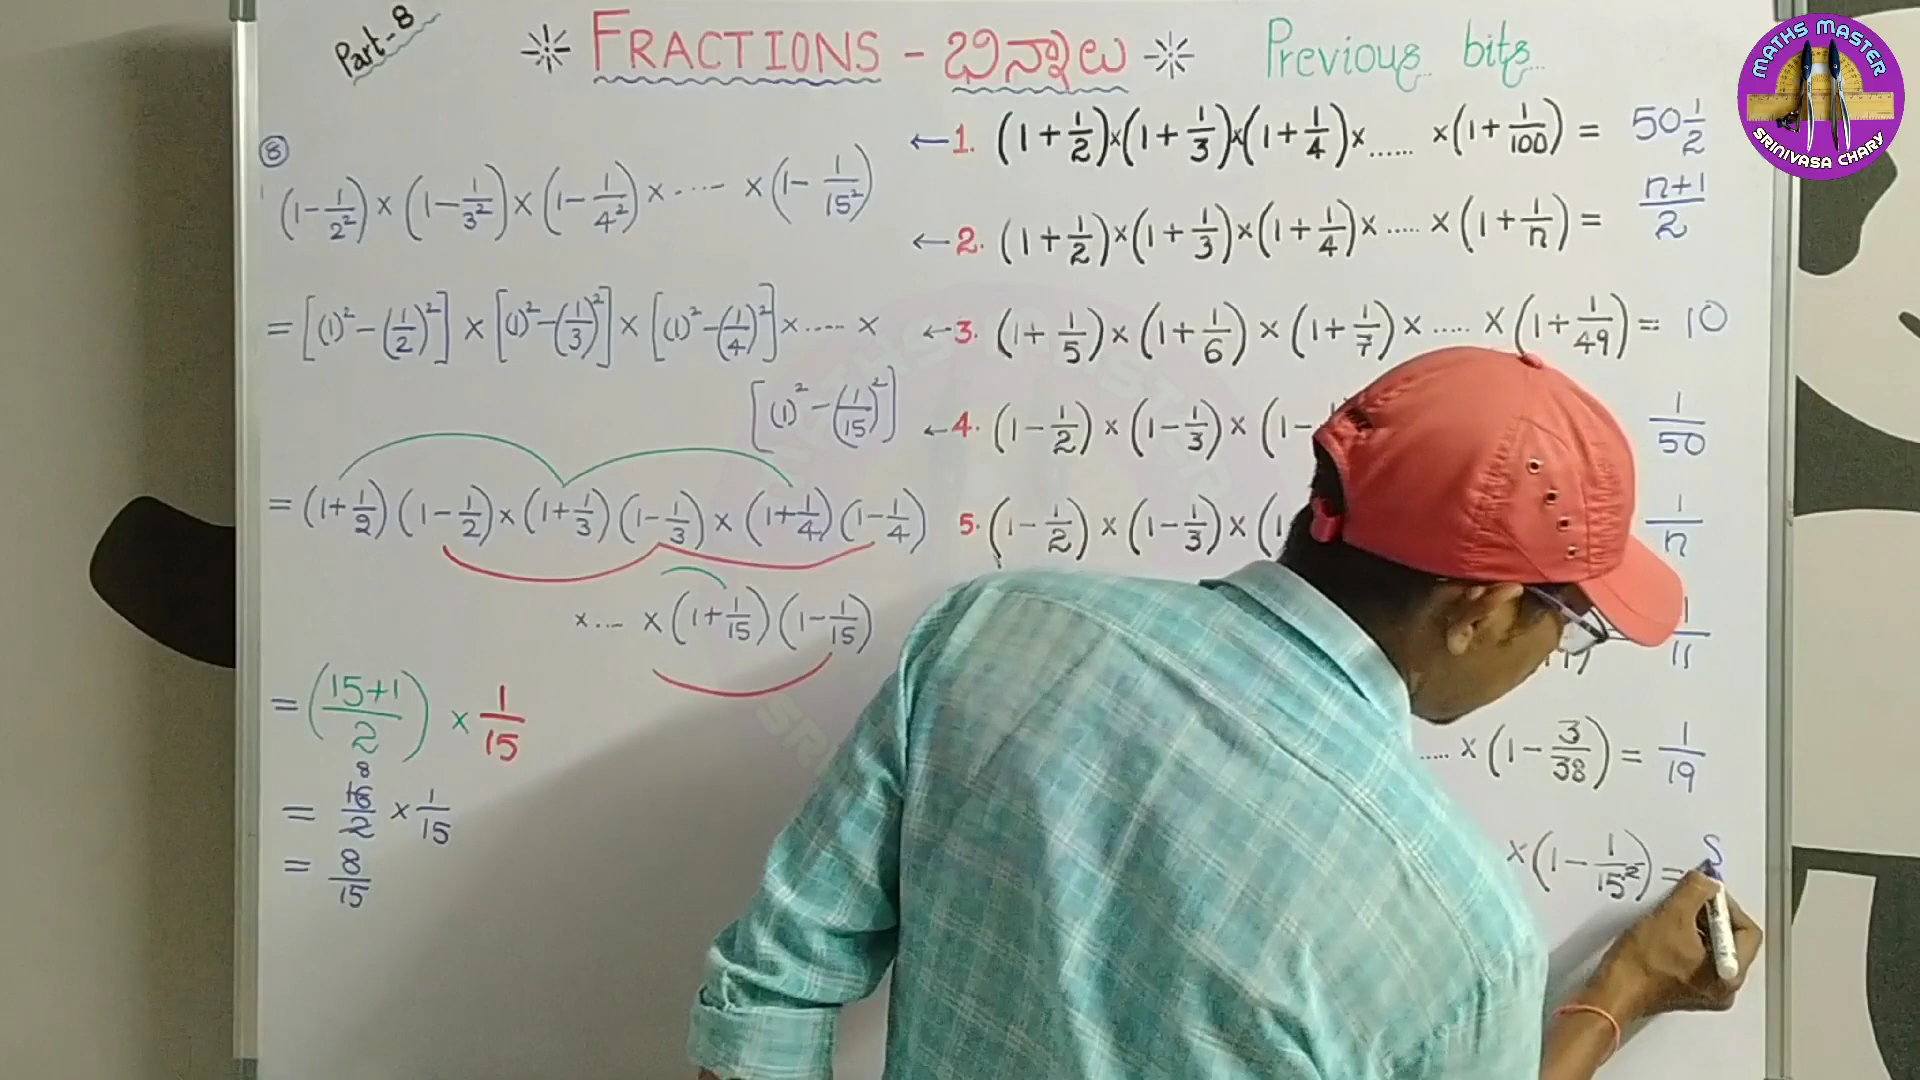 Part-8
FRACTIONS - భిన్నాలు
Previous bits...
MATHS MASTER
SRINIVASA CHARY
8
(1-1/2²)×(1-1/3²)×(1-1/4²)×.....×(1-1/15²)
=[(1)²-(1/2)²]×[(1)²-(1/3)²]×[(1)²-(1/4)²]×.....×
[(1)²-(1/15)²]
=(1+1/2)(1-1/2)×(1+1/3)(1-1/3)×(1+1/4)(1-1/4)
×....×(1+1/15)(1-1/15)
=((15+1)/2)×1/15
=16/2×1/15
8
=8/15
←1. (1+1/2)×(1+1/3)×(1+1/4)×......×(1+1/100)= 50 1/2
←2. (1+1/2)×(1+1/3)×(1+1/4)×.....×(1+1/n)= (n+1)/2
←3. (1+1/5)×(1+1/6)×(1+1/7)×.....×(1+1/49)= 10
←4. (1-1/2)×(1-1/3)×(1- 1/50
5. (1-1/2)×(1-1/3)×(1 1/n
1/11
.....×(1-3/38)= 1/19
×(1-1/15²)=